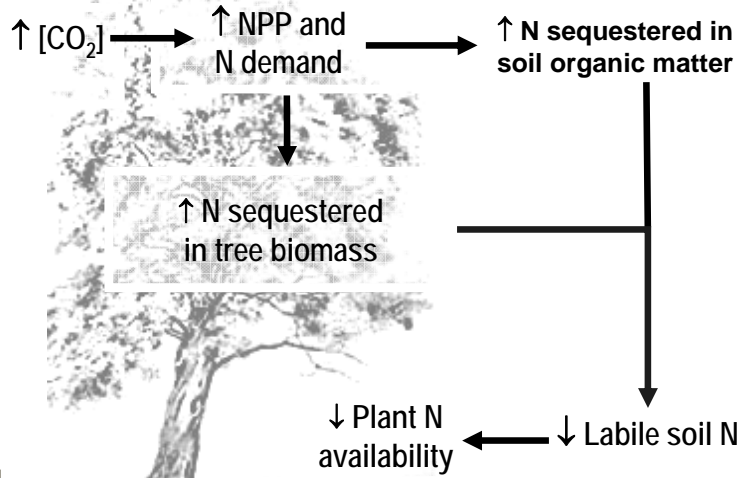 ↑ [CO₂]
↑ NPP and
N demand
↑ N sequestered in
soil organic matter
↑ N sequestered
in tree biomass
↓ Plant N
availability
↓ Labile soil N